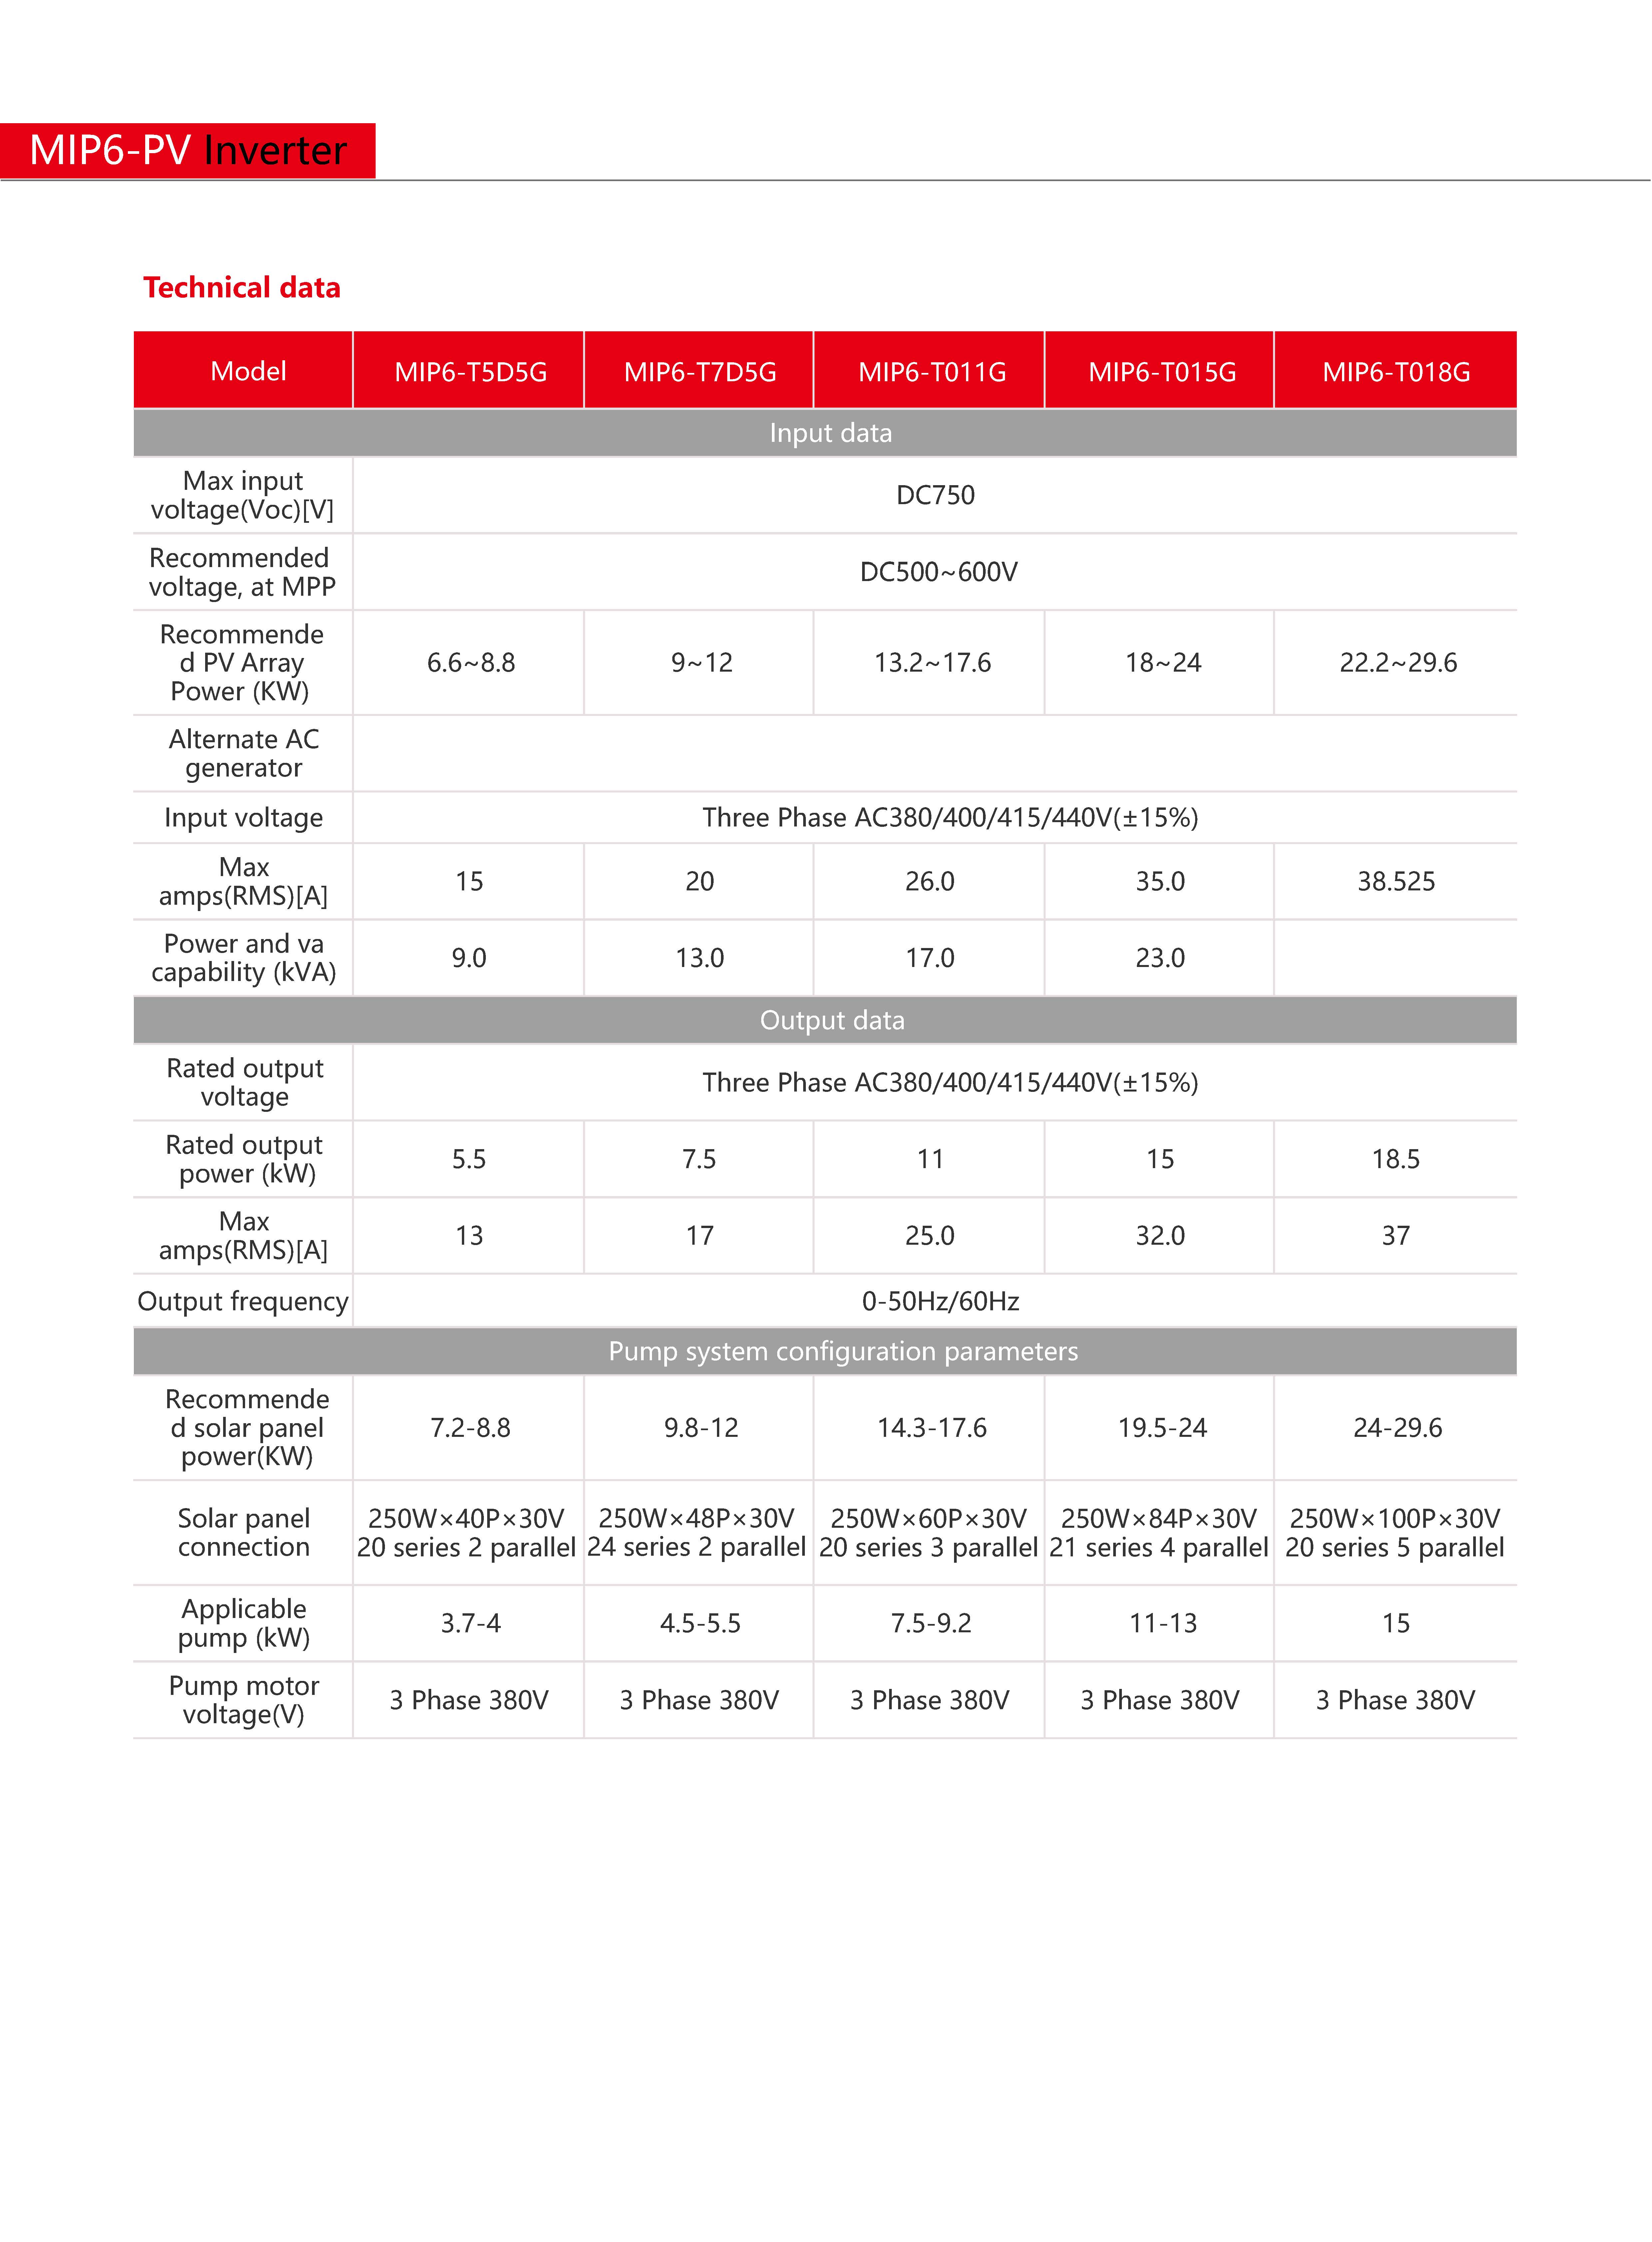 MIP6-PV Inverter
Technical data
Model MIP6-T5D5G MIP6-T7D5G MIP6-T011G MIP6-T015G MIP6-T018G
Input data
Max input
voltage(Voc)[V]
DC750
Recommended
voltage, at MPP
DC500~600V
Recommende
d PV Array
Power (KW)
6.6~8.8 9~12 13.2~17.6 18~24 22.2~29.6
Alternate AC
generator
Input voltage Three Phase AC380/400/415/440V(±15%)
Max
amps(RMS)[A]
15 20 26.0 35.0 38.525
Power and va
capability (kVA)
9.0 13.0 17.0 23.0
Output data
Rated output
voltage
Three Phase AC380/400/415/440V(±15%)
Rated output
power (kW)
5.5 7.5 11 15 18.5
Max
amps(RMS)[A]
13 17 25.0 32.0 37
Output frequency 0-50Hz/60Hz
Pump system configuration parameters
Recommende
d solar panel
power(KW)
7.2-8.8 9.8-12 14.3-17.6 19.5-24 24-29.6
Solar panel
connection
250W×40P×30V 250W×48P×30V 250W×60P×30V 250W×84P×30V 250W×100P×30V
20 series 2 parallel 24 series 2 parallel 20 series 3 parallel 21 series 4 parallel 20 series 5 parallel
Applicable
pump (kW)
3.7-4 4.5-5.5 7.5-9.2 11-13 15
Pump motor
voltage(V)
3 Phase 380V 3 Phase 380V 3 Phase 380V 3 Phase 380V 3 Phase 380V